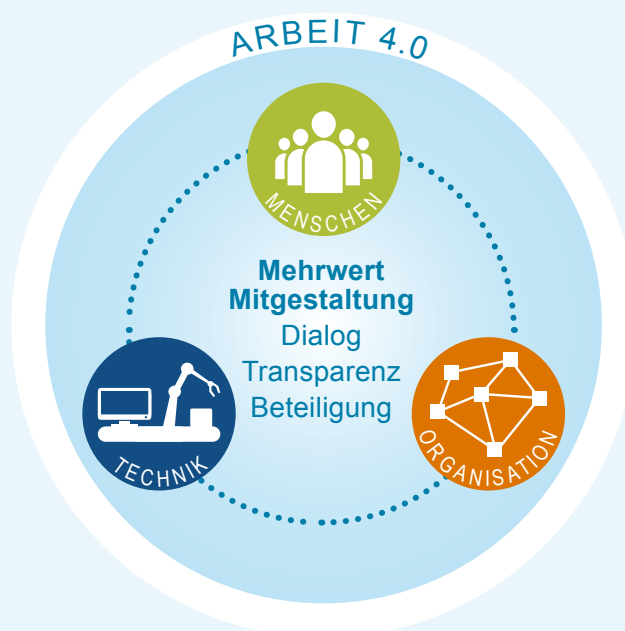 ARBEIT 4.0
MENSCHEN
Mehrwert
Mitgestaltung
Dialog
Transparenz
Beteiligung
TECHNIK
ORGANISATION